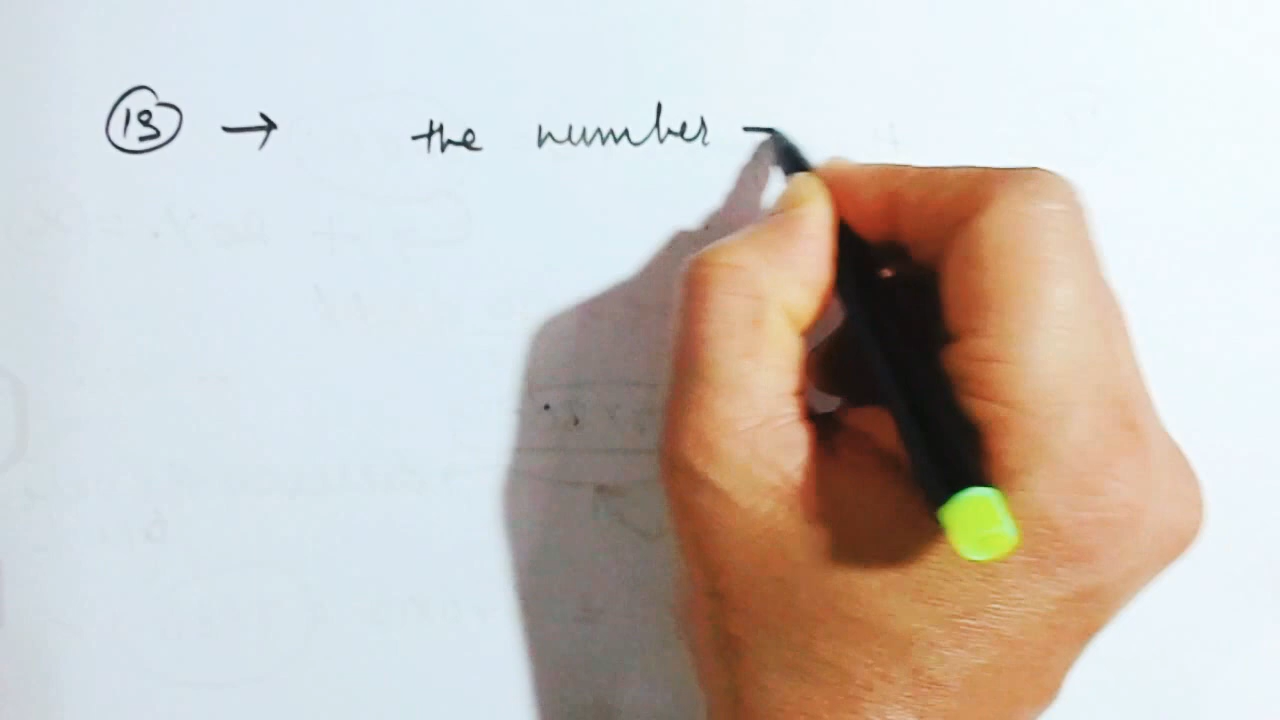 13 → the number -